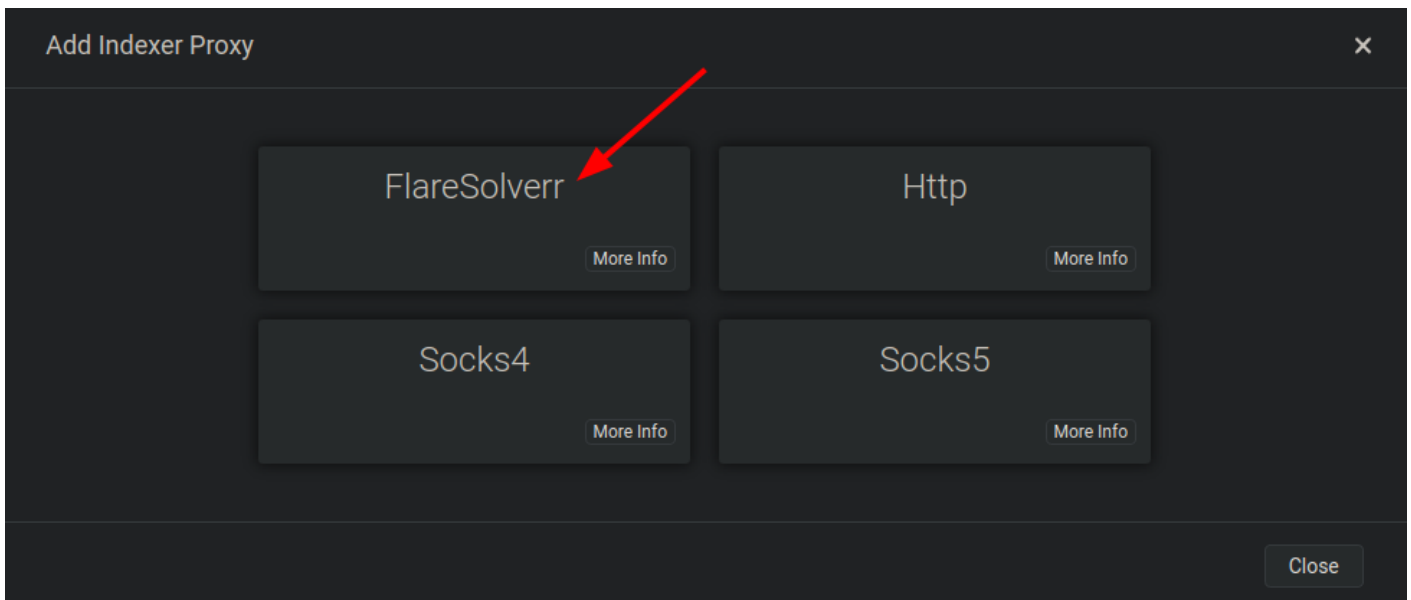 Add Indexer Proxy
FlareSolverr
Http
More Info
More Info
Socks4
Socks5
More Info
More Info
Close